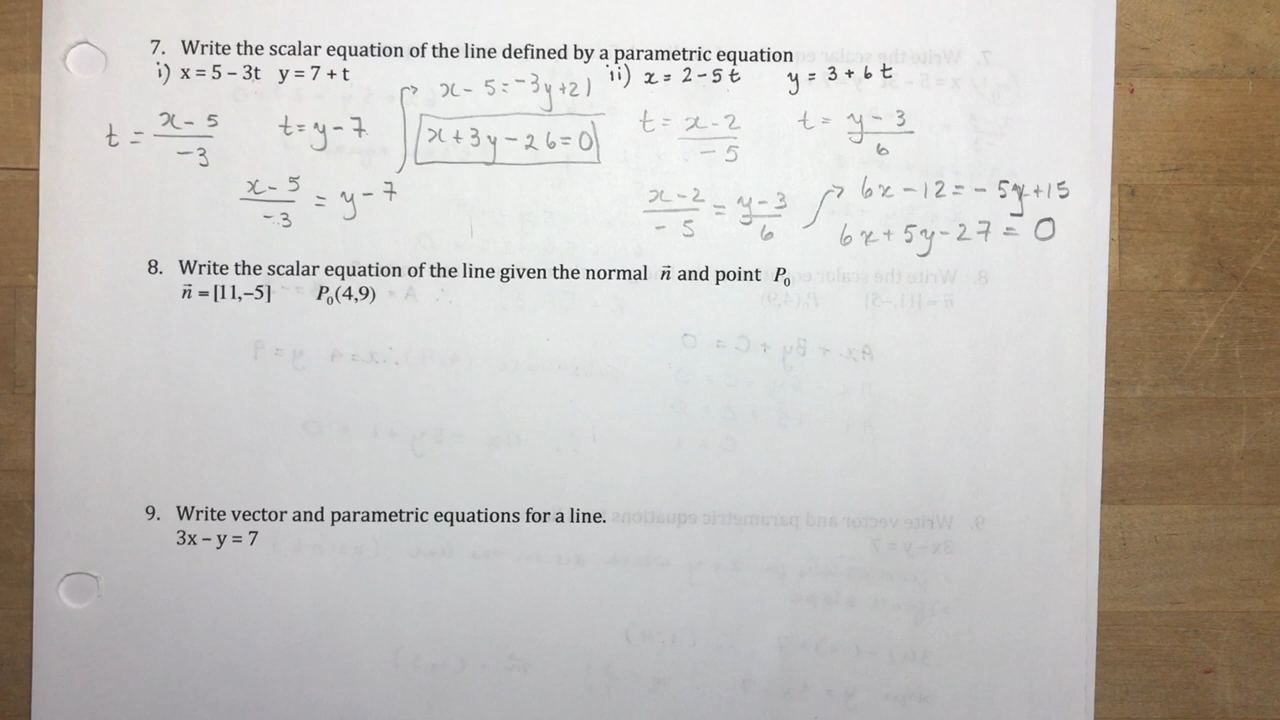 7. Write the scalar equation of the line defined by a parametric equation
i) x = 5 – 3t y = 7 + t
ii) x = 2 - 5t y = 3 + 6t
x - 5 = -3y + 21
t = x - 5 / -3 t = y - 7
x + 3y - 26 = 0
t = x - 2 / -5 t = y - 3 / 6
x - 5 / -3 = y - 7
x - 2 / -5 = y - 3 / 6
6x - 12 = - 5y + 15
6x + 5y - 27 = 0
8. Write the scalar equation of the line given the normal n⃗ and point P₀
n⃗ = [11,–5] P₀(4,9)
9. Write vector and parametric equations for a line.
3x – y = 7